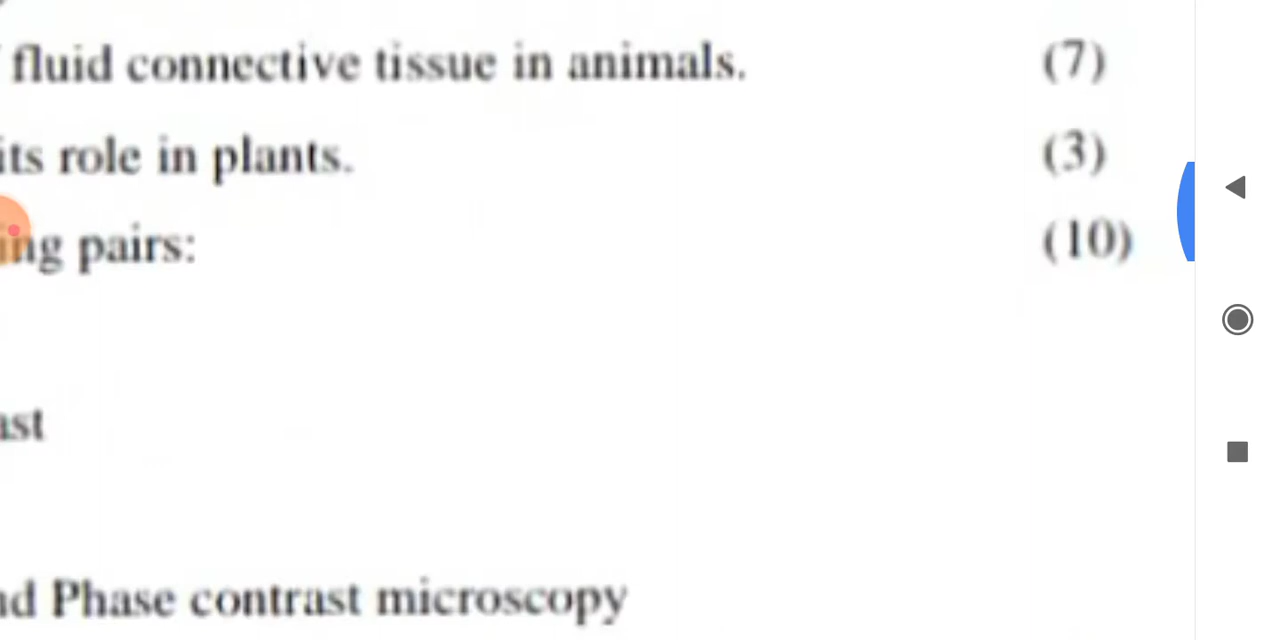 fluid connective tissue in animals. (7)
its role in plants. (3)
ing pairs: (10)
ast
nd Phase contrast microscopy